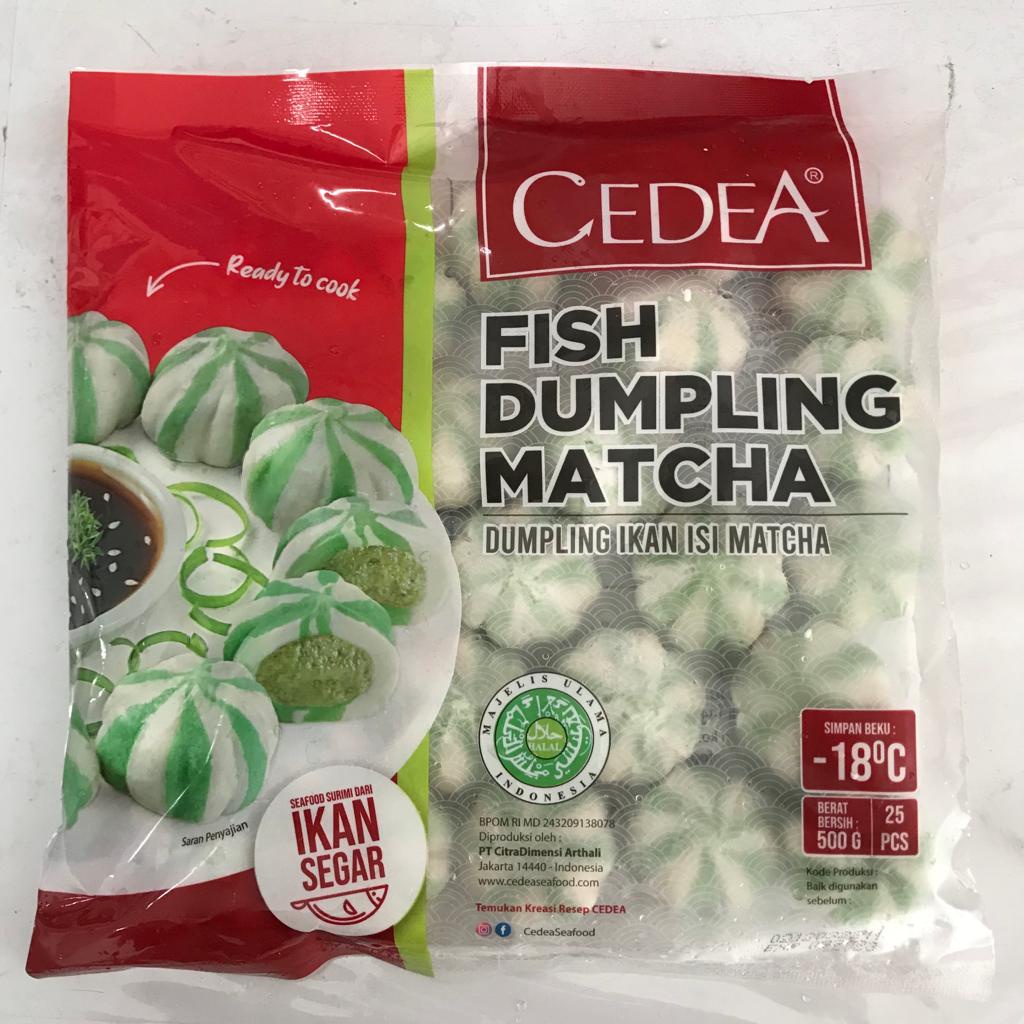 CEDEA®
Ready to cook
FISH
DUMPLING
MATCHA
DUMPLING IKAN ISI MATCHA
MAJELIS ULAMA
حلال
HALAL
INDONESIA
SIMPAN BEKU :
-18⁰C
BERAT
BERSIH :
500 G
25
PCS
SEAFOOD SURIMI DARI
IKAN
SEGAR
Saran Penyajian
BPOM RI MD 243209138078
Diproduksi oleh :
PT CitraDimensi Arthali
Jakarta 14440 - Indonesia
www.cedeaseafood.com
Temukan Kreasi Resep CEDEA
CedeaSeafood
Kode Produksi :
Baik digunakan
sebelum :